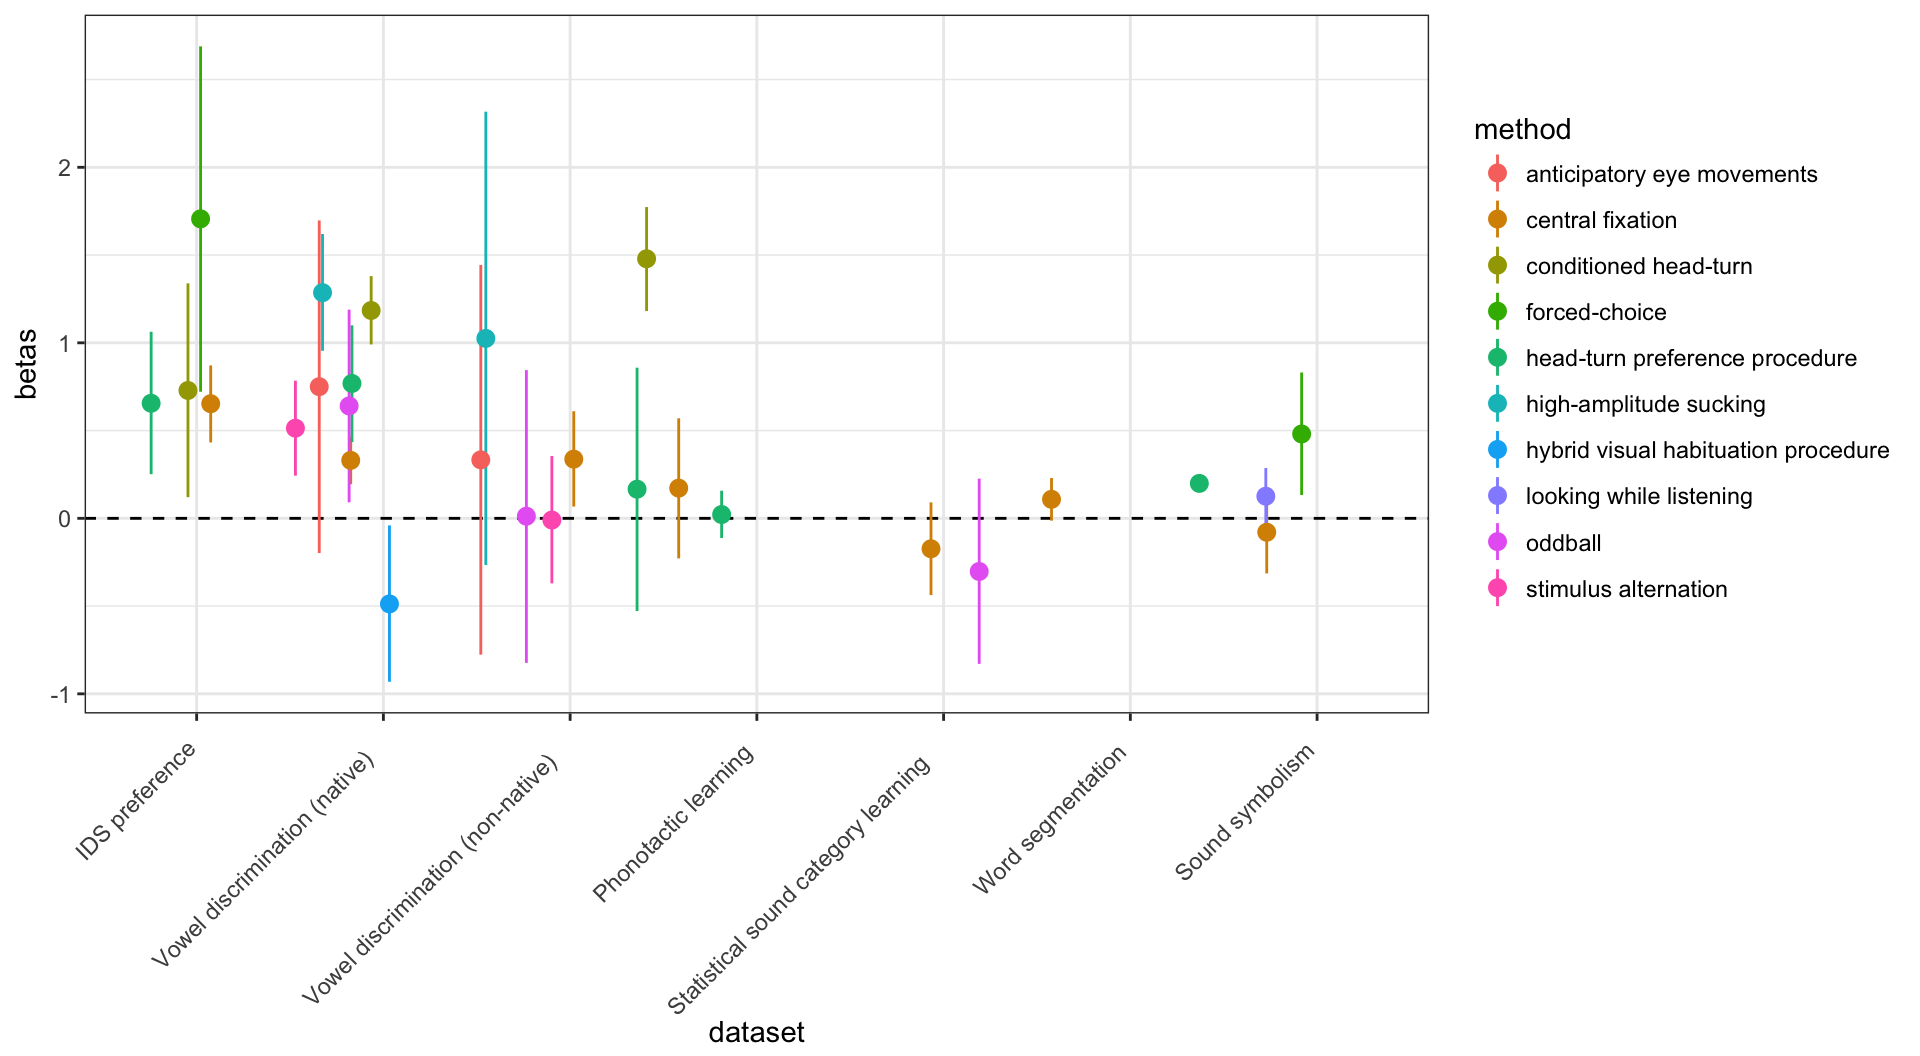 betas
2
1
0
-1
IDS preference
Vowel discrimination (native)
Vowel discrimination (non-native)
Phonotactic learning
Statistical sound category learning
Word segmentation
Sound symbolism
dataset
method
anticipatory eye movements
central fixation
conditioned head-turn
forced-choice
head-turn preference procedure
high-amplitude sucking
hybrid visual habituation procedure
looking while listening
oddball
stimulus alternation